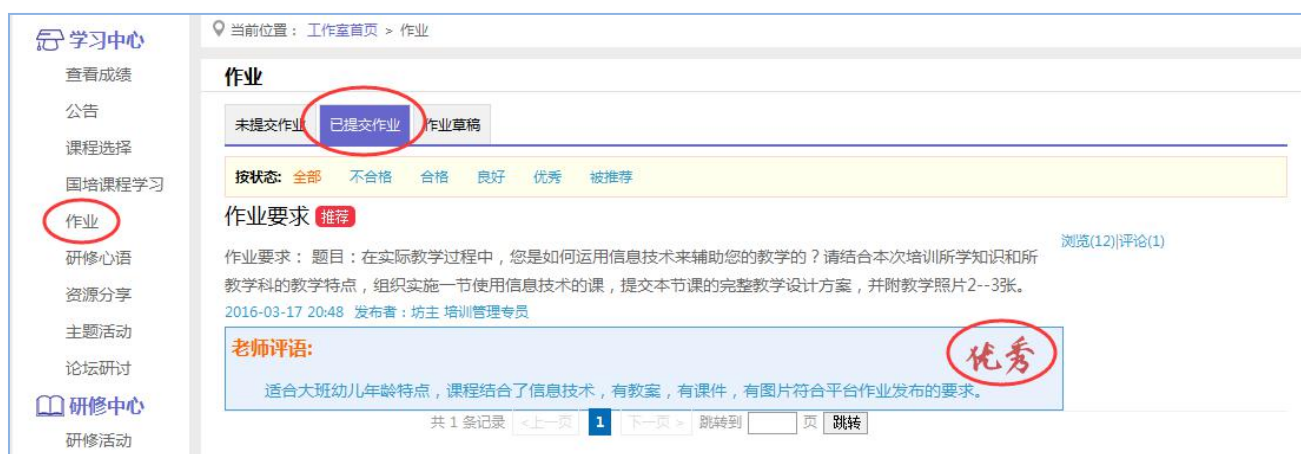 学习中心
查看成绩
公告
课程选择
国培课程学习
作业
研修心语
资源分享
主题活动
论坛研讨
研修中心
研修活动
当前位置： 工作室首页 > 作业
作业
未提交作业 已提交作业 作业草稿
按状态: 全部 不合格 合格 良好 优秀 被推荐
作业要求 推荐
浏览(12)|评论(1)
作业要求： 题目：在实际教学过程中，您是如何运用信息技术来辅助您的教学的？请结合本次培训所学知识和所
教学科的教学特点，组织实施一节使用信息技术的课，提交本节课的完整教学设计方案，并附教学照片2--3张。
2016-03-17 20:48 发布者：坊主 培训管理专员
老师评语:
优秀
适合大班幼儿年龄特点，课程结合了信息技术，有教案，有课件，有图片符合平台作业发布的要求。
共 1 条记录 <上一页 1 下一页 > 跳转到 页 跳转